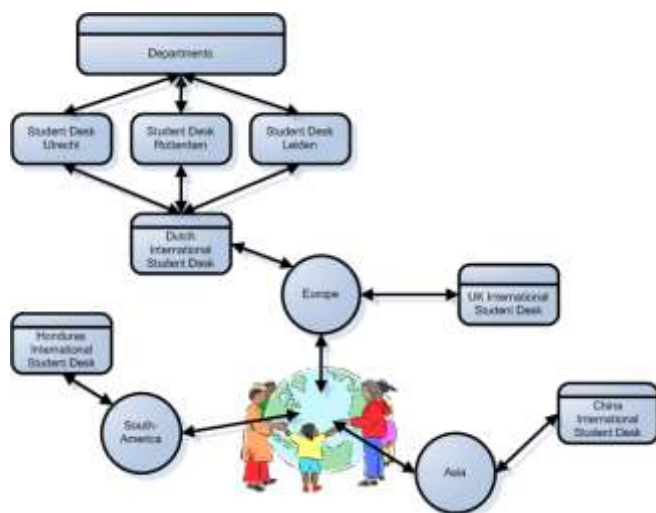 Departments
Student Desk
Utrecht
Student Desk
Rotterdam
Student Desk
Leiden
Dutch
International
Student Desk
Europe
UK International
Student Desk
Honduras
International
Student Desk
South-
America
China
International
Student Desk
Asia